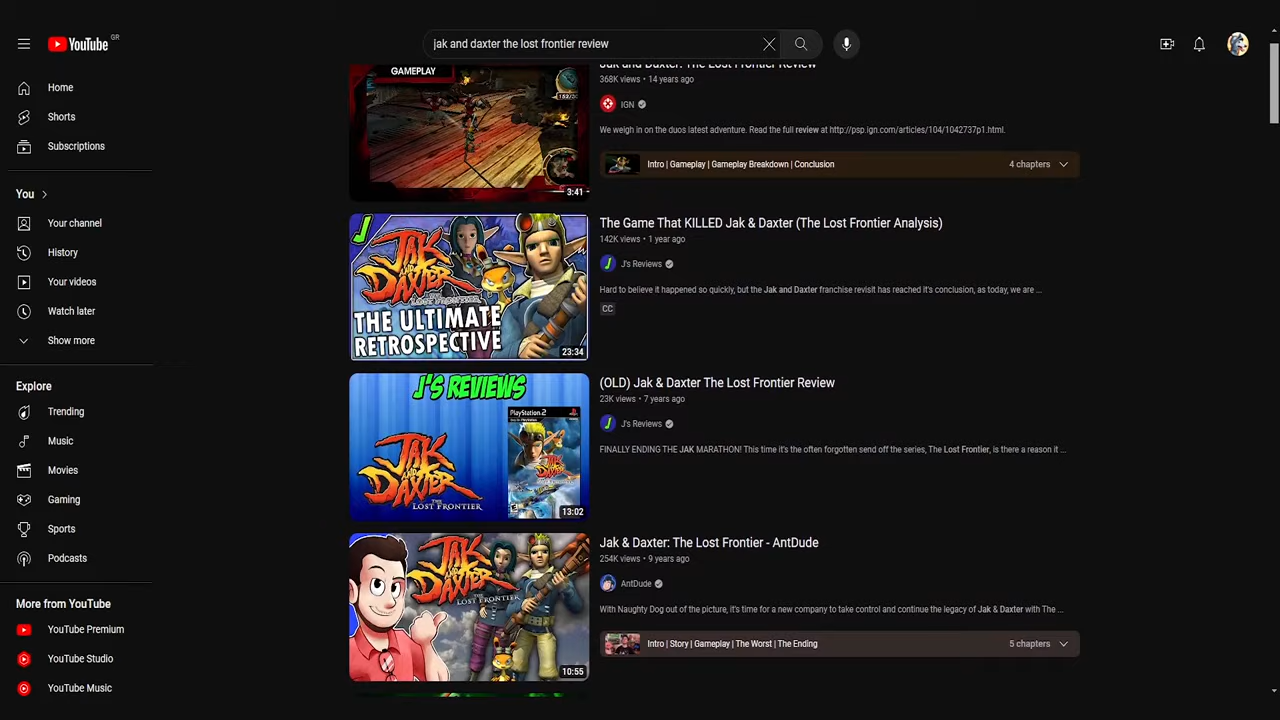 YouTube GR
jak and daxter the lost frontier review
Home
Shorts
Subscriptions
You
Your channel
History
Your videos
Watch later
Show more
Explore
Trending
Music
Movies
Gaming
Sports
Podcasts
More from YouTube
YouTube Premium
YouTube Studio
YouTube Music
GAMEPLAY
3:41
Jak and Daxter: The Lost Frontier Review
368K views • 14 years ago
IGN
We weigh in on the duos latest adventure. Read the full review at http://psp.ign.com/articles/104/1042737p1.html.
Intro | Gameplay | Gameplay Breakdown | Conclusion
4 chapters
J
JAK AND DAXTER
THE LOST FRONTIER
THE ULTIMATE
RETROSPECTIVE
23:34
The Game That KILLED Jak & Daxter (The Lost Frontier Analysis)
142K views • 1 year ago
J's Reviews
Hard to believe it happened so quickly, but the Jak and Daxter franchise revisit has reached it's conclusion, as today, we are ...
CC
J'S REVIEWS
PlayStation 2
JAK AND DAXTER
THE LOST FRONTIER
13:02
(OLD) Jak & Daxter The Lost Frontier Review
23K views • 7 years ago
J's Reviews
FINALLY ENDING THE JAK MARATHON! This time it's the often forgotten send off the series, The Lost Frontier, is there a reason it ...
JAK AND DAXTER
THE LOST FRONTIER
10:55
Jak & Daxter: The Lost Frontier - AntDude
254K views • 9 years ago
AntDude
With Naughty Dog out of the picture, it's time for a new company to take control and continue the legacy of Jak & Daxter with The ...
Intro | Story | Gameplay | The Worst | The Ending
5 chapters